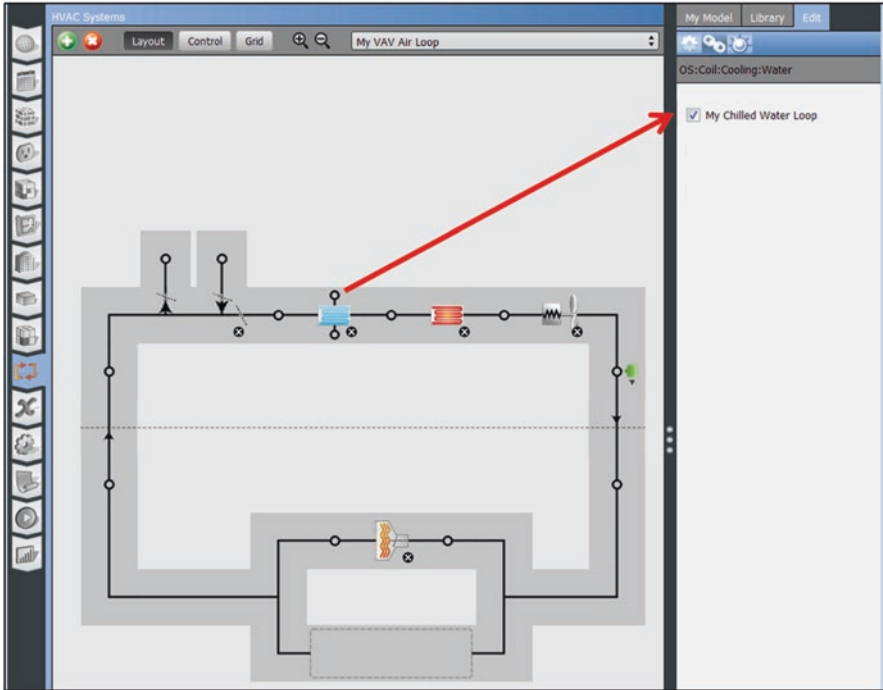 HVAC Systems
My Model Library Edit
Layout Control Grid My VAV Air Loop
OS:Coil:Cooling:Water
My Chilled Water Loop